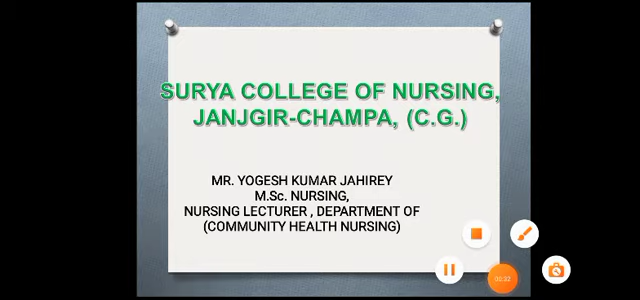 SURYA COLLEGE OF NURSING,
JANJGIR-CHAMPA, (C.G.)
MR. YOGESH KUMAR JAHIREY
M.Sc. NURSING,
NURSING LECTURER , DEPARTMENT OF
(COMMUNITY HEALTH NURSING)